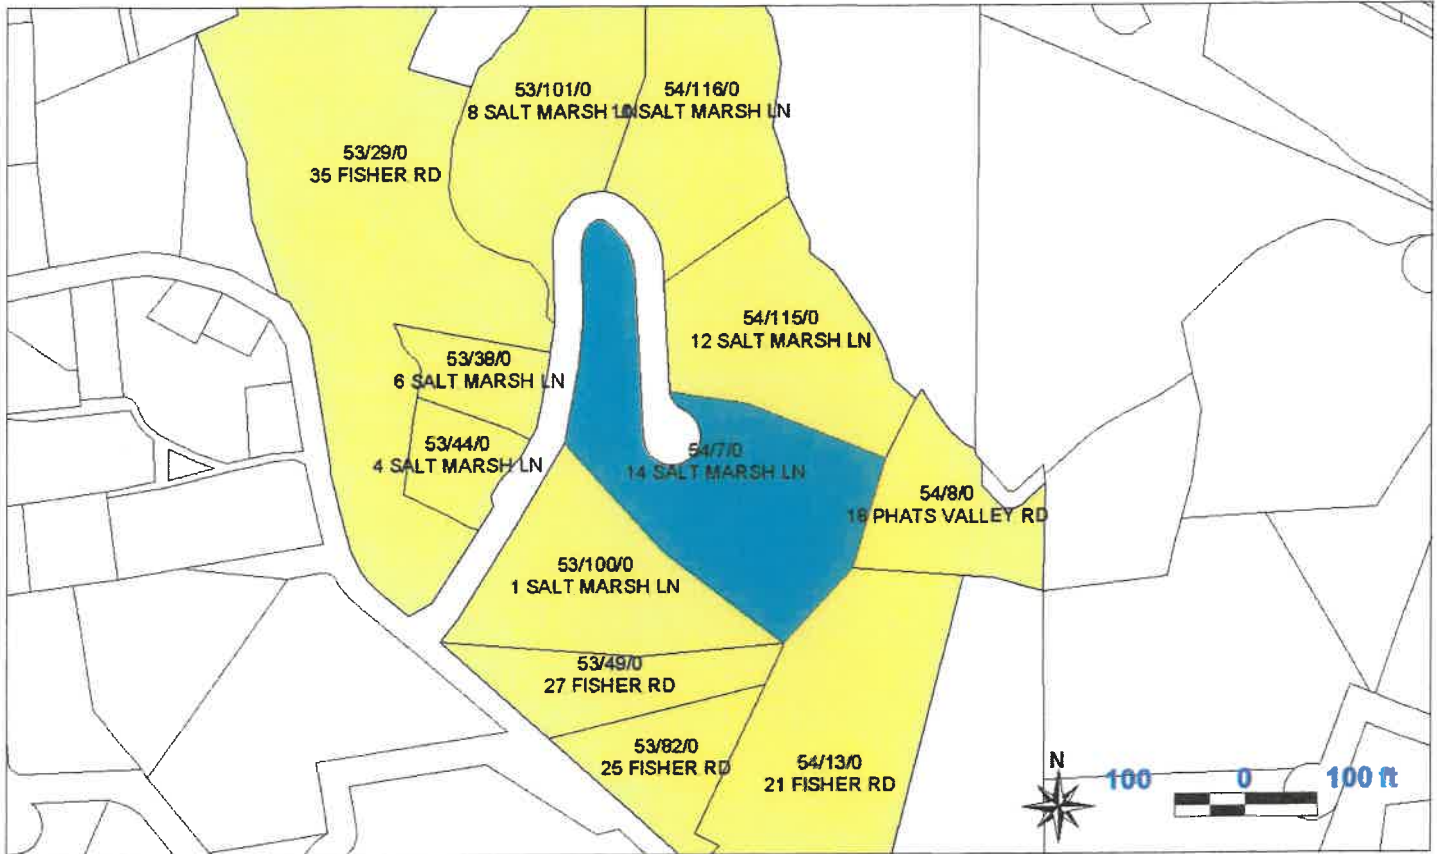 53/101/0
8 SALT MARSH LN
54/116/0
10 SALT MARSH LN
53/29/0
35 FISHER RD
54/115/0
12 SALT MARSH LN
53/38/0
6 SALT MARSH LN
53/44/0
4 SALT MARSH LN
54/7/0
14 SALT MARSH LN
54/8/0
16 PHATS VALLEY RD
53/100/0
1 SALT MARSH LN
53/49/0
27 FISHER RD
53/82/0
25 FISHER RD
54/13/0
21 FISHER RD
N
100 0 100 ft